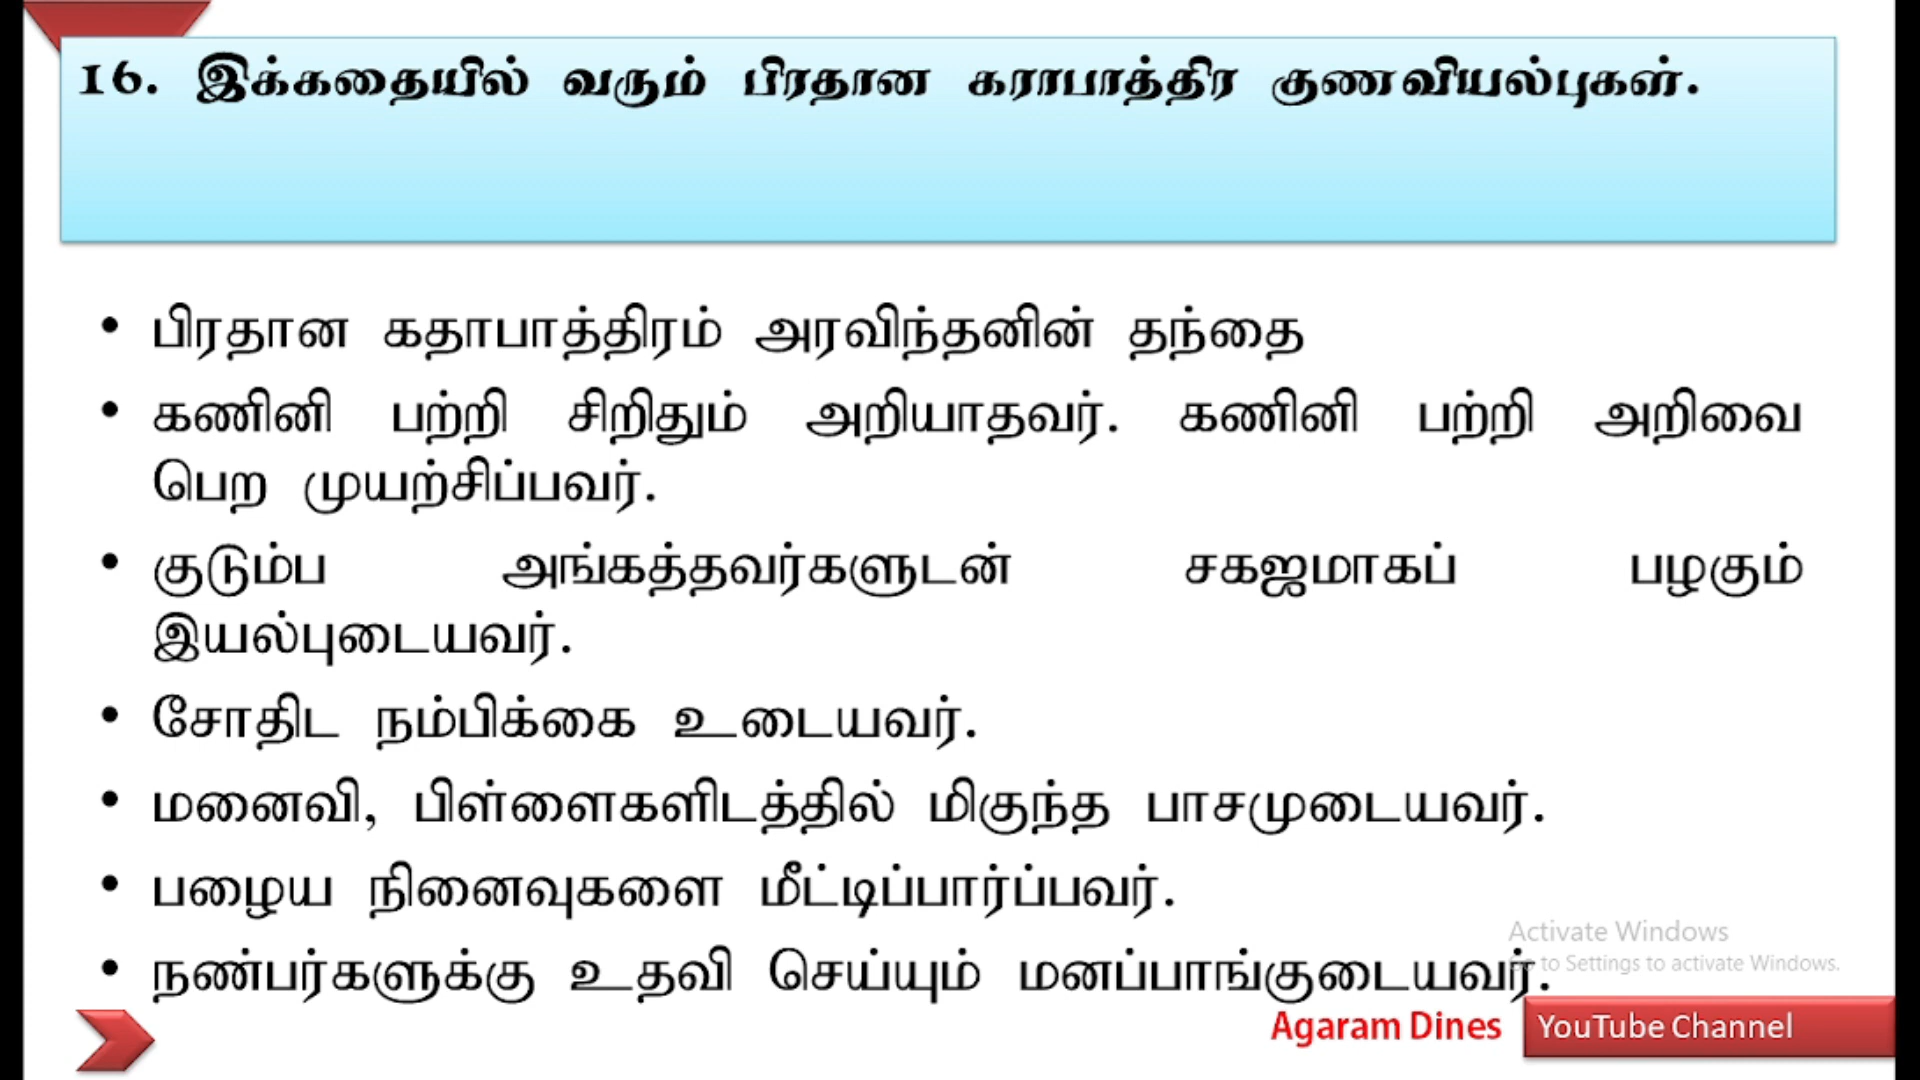 16. இக்கதையில் வரும் பிரதான கராபாத்திர குணவியல்புகள்.
• பிரதான கதாபாத்திரம் அரவிந்தனின் தந்தை
• கணினி பற்றி சிறிதும் அறியாதவர். கணினி பற்றி அறிவை
பெற முயற்சிப்பவர்.
• குடும்ப அங்கத்தவர்களுடன் சகஜமாகப் பழகும்
இயல்புடையவர்.
• சோதிட நம்பிக்கை உடையவர்.
• மனைவி, பிள்ளைகளிடத்தில் மிகுந்த பாசமுடையவர்.
• பழைய நினைவுகளை மீட்டிப்பார்ப்பவர்.
Activate Windows
Go to Settings to activate Windows.
• நண்பர்களுக்கு உதவி செய்யும் மனப்பாங்குடையவர்.
Agaram Dines YouTube Channel